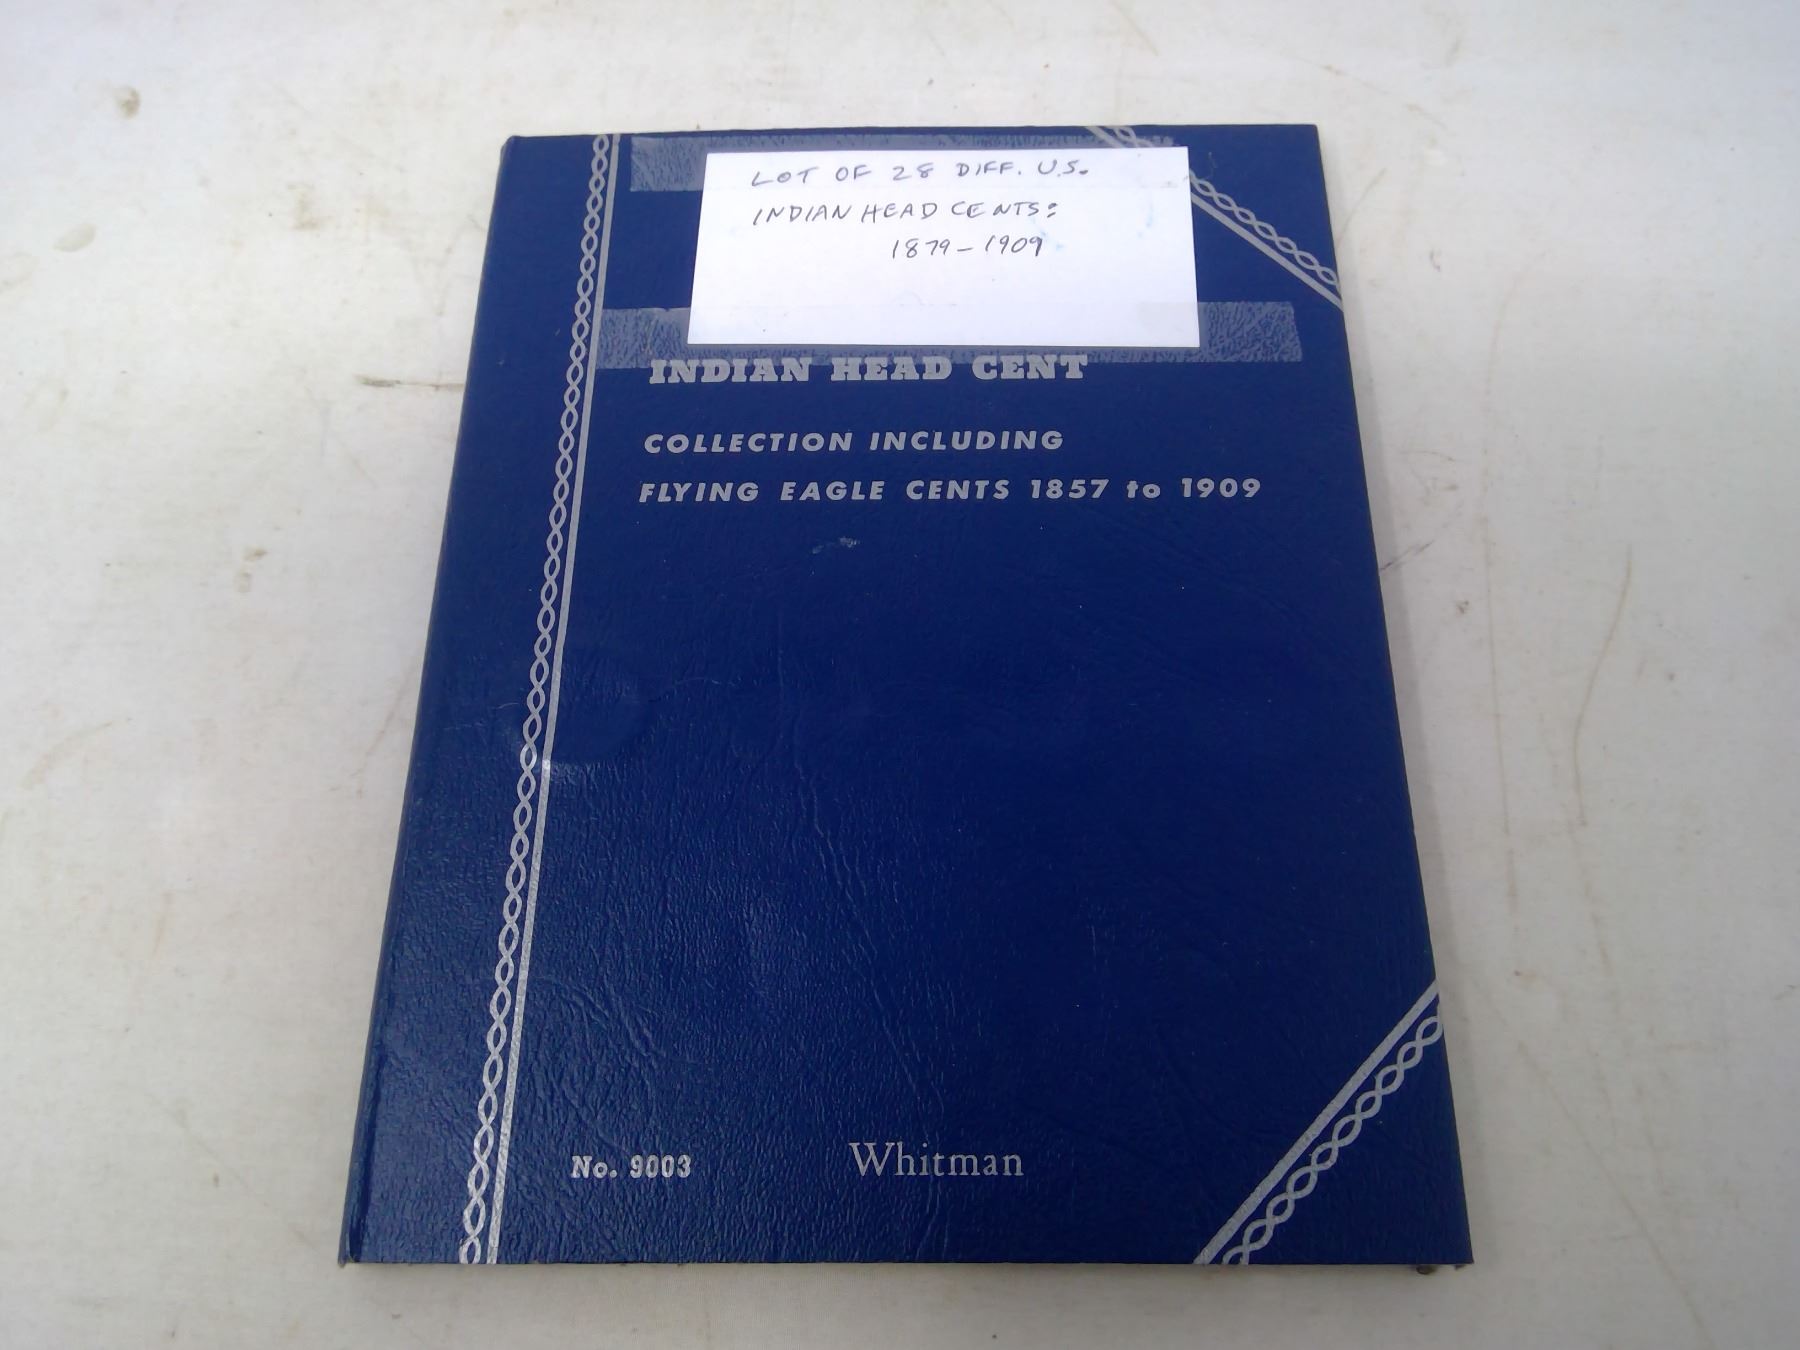 LOT OF 28 DIFF. U.S.
INDIAN HEAD CENTS:
1879-1909
INDIAN HEAD CENT
COLLECTION INCLUDING
FLYING EAGLE CENTS 1857 to 1909
No. 9003
Whitman